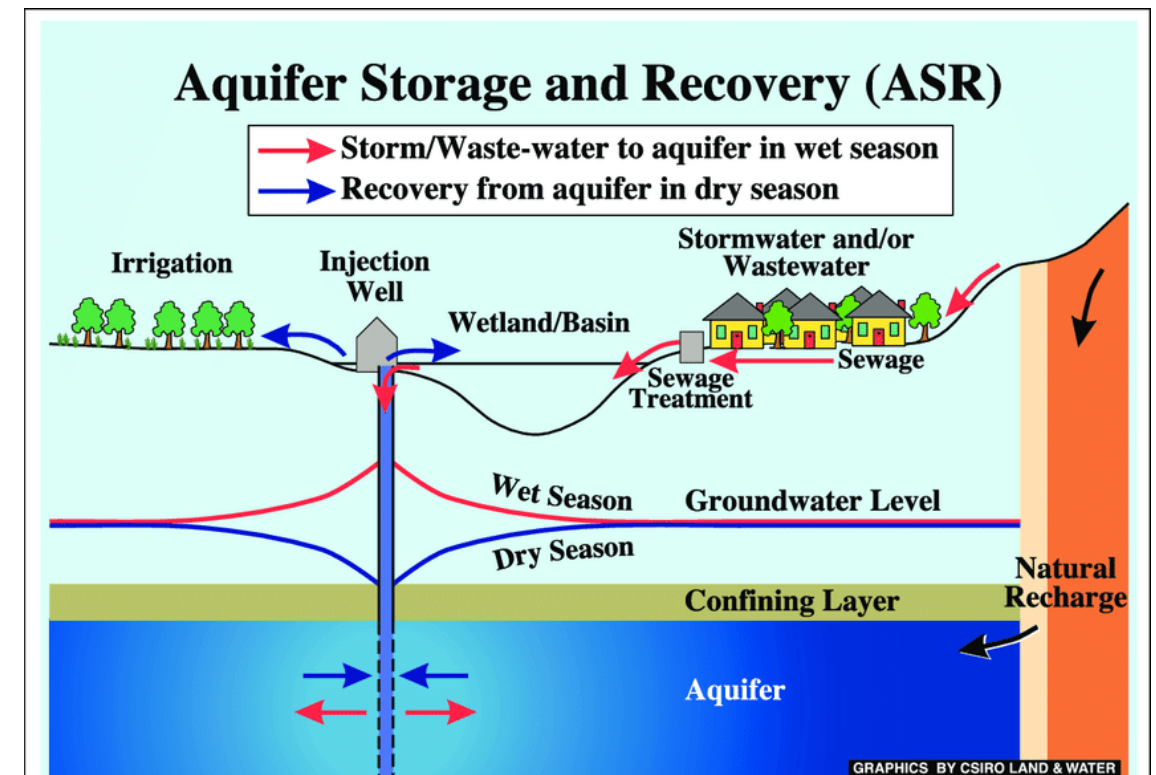 Aquifer Storage and Recovery (ASR)
Storm/Waste-water to aquifer in wet season
Recovery from aquifer in dry season
Stormwater and/or
Wastewater
Irrigation
Injection
Well
Wetland/Basin
Sewage
Sewage
Treatment
Wet Season
Groundwater Level
Dry Season
Natural
Recharge
Confining Layer
Aquifer
GRAPHICS BY CSIRO LAND & WATER